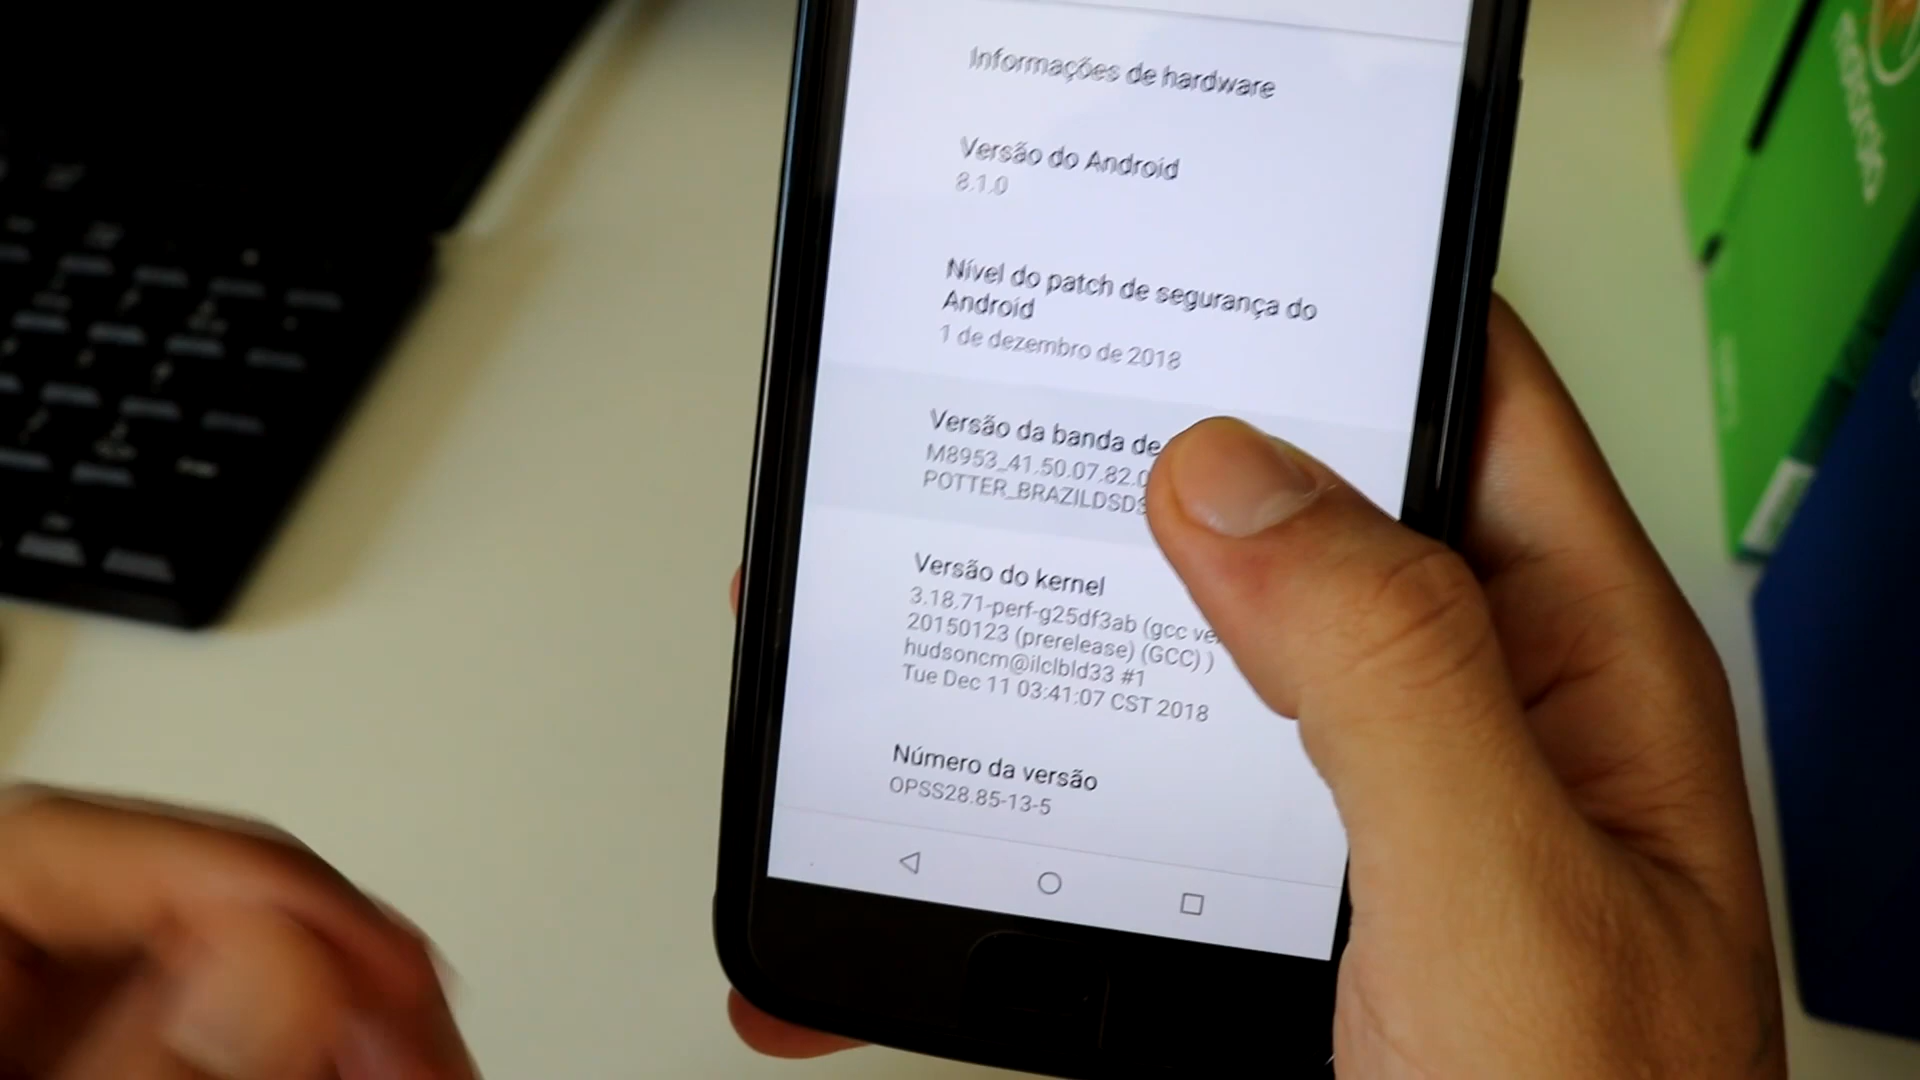 Informações de hardware
Versão do Android
8.1.0
Nível do patch de segurança do
Android
1 de dezembro de 2018
Versão da banda de
M8953_41.50.07.82.0
POTTER_BRAZILDSDS
Versão do kernel
3.18.71-perf-g25df3ab (gcc ve
20150123 (prerelease) (GCC) )
hudsoncm@ilclbld33 #1
Tue Dec 11 03:41:07 CST 2018
Número da versão
OPSS28.85-13-5
motorola